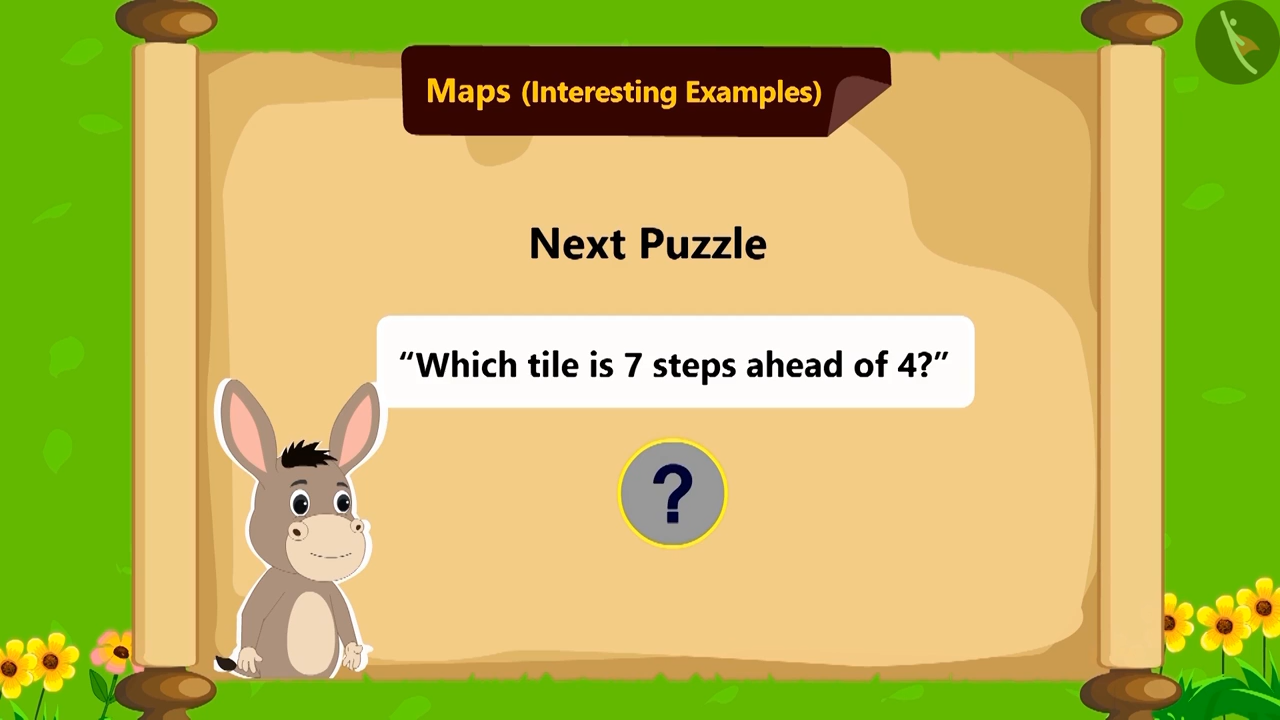 Maps (Interesting Examples)
Next Puzzle
“Which tile is 7 steps ahead of 4?”
?